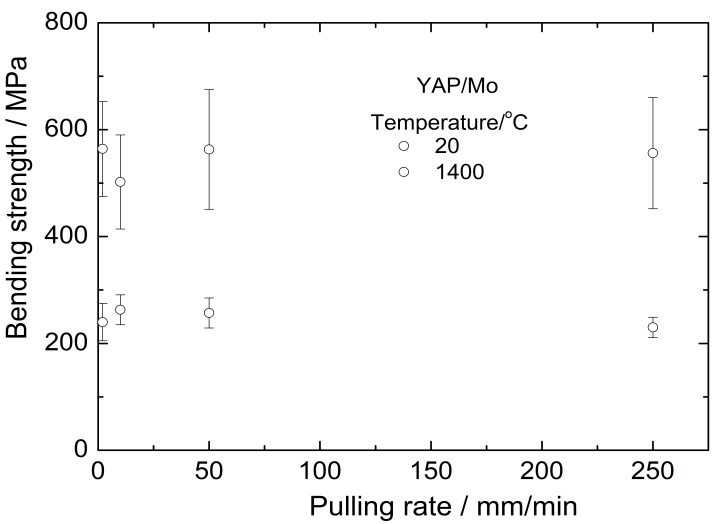 800
600
400
200
0
Bending strength / MPa
YAP/Mo
Temperature/°C
20
1400
0 50 100 150 200 250
Pulling rate / mm/min